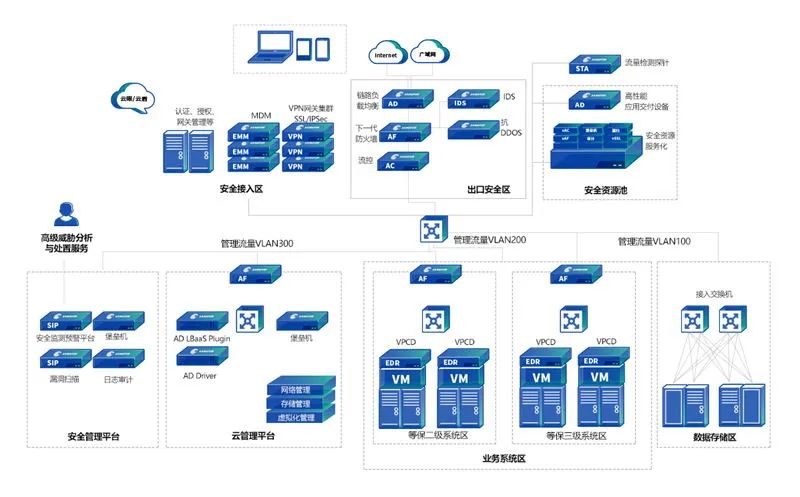 Internet
广域网
流量检测探针
STA
云眼/云盾
认证、授权、
网关管理等
MDM
VPN网关集群
SSL/IPSec
EMM
EMM
EMM
VPN
VPN
VPN
安全接入区
链路负
载均衡
AD
IDS
IDS
下一代
防火墙
AF
抗
DDOS
流控
AC
出口安全区
AD
高性能
应用交付设备
安全资源
服务化
安全资源池
高级威胁分析
与处置服务
管理流量VLAN300
管理流量VLAN200
管理流量VLAN100
SIP
安全监测预警平台
堡垒机
SIP
漏洞扫描
日志审计
安全管理平台
AF
AD LBaaS Plugin
堡垒机
AD Driver
网络管理
存储管理
虚拟化管理
云管理平台
AF
VPCD
VPCD
EDR
EDR
VM
VM
等保二级系统区
AF
VPCD
VPCD
EDR
EDR
VM
VM
等保三级系统区
业务系统区
接入交换机
数据存储区